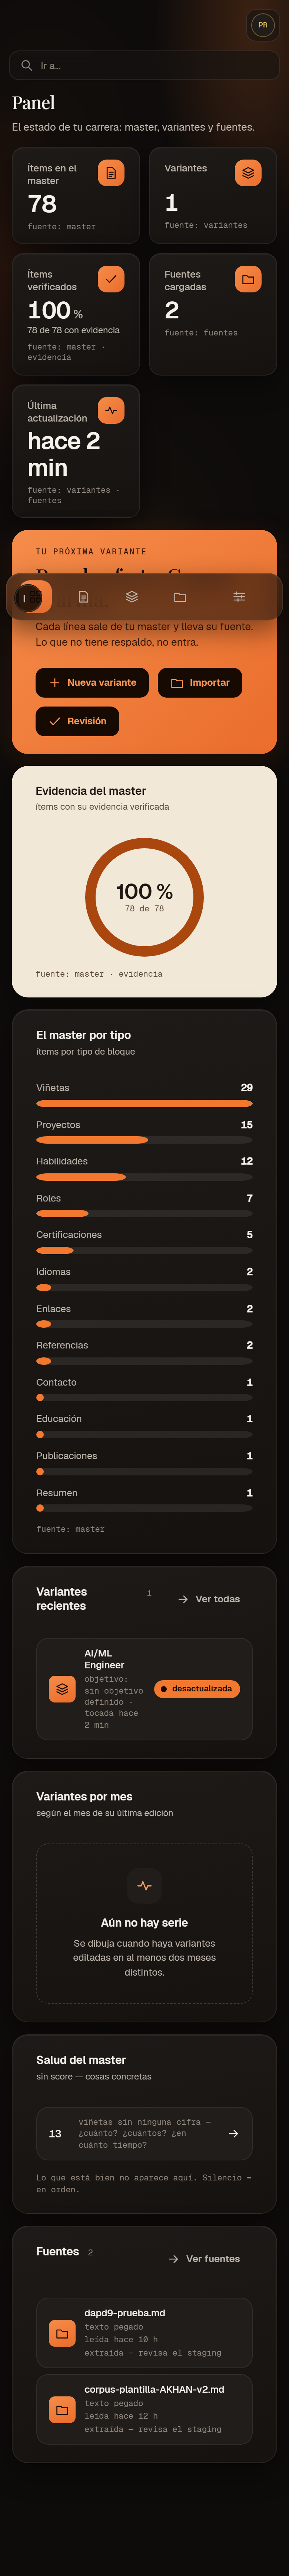 PR
Ir a...
Panel
El estado de tu carrera: master, variantes y fuentes.
Ítems en el
master
78
fuente: master
Variantes
1
fuente: variantes
Ítems
verificados
100 %
78 de 78 con evidencia
fuente: master ·
evidencia
Fuentes
cargadas
2
fuente: fuentes
Última
actualización
hace 2
min
fuente: variantes ·
fuentes
TU PRÓXIMA VARIANTE
Cada línea sale de tu master y lleva su fuente.
Lo que no tiene respaldo, no entra.
Nueva variante
Importar
Revisión
Evidencia del master
ítems con su evidencia verificada
100 %
78 de 78
fuente: master · evidencia
El master por tipo
ítems por tipo de bloque
Viñetas 29
Proyectos 15
Habilidades 12
Roles 7
Certificaciones 5
Idiomas 2
Enlaces 2
Referencias 2
Contacto 1
Educación 1
Publicaciones 1
Resumen 1
fuente: master
Variantes
recientes
1
Ver todas
AI/ML
Engineer
objetivo:
sin objetivo
definido ·
tocada hace
2 min
desactualizada
Variantes por mes
según el mes de su última edición
Aún no hay serie
Se dibuja cuando haya variantes
editadas en al menos dos meses
distintos.
Salud del master
sin score — cosas concretas
13
viñetas sin ninguna cifra —
¿cuánto? ¿cuántos? ¿en
cuánto tiempo?
Lo que está bien no aparece aquí. Silencio =
en orden.
Fuentes 2
Ver fuentes
dapd9-prueba.md
texto pegado
leída hace 10 h
extraída — revisa el staging
corpus-plantilla-AKHAN-v2.md
texto pegado
leída hace 12 h
extraída — revisa el staging